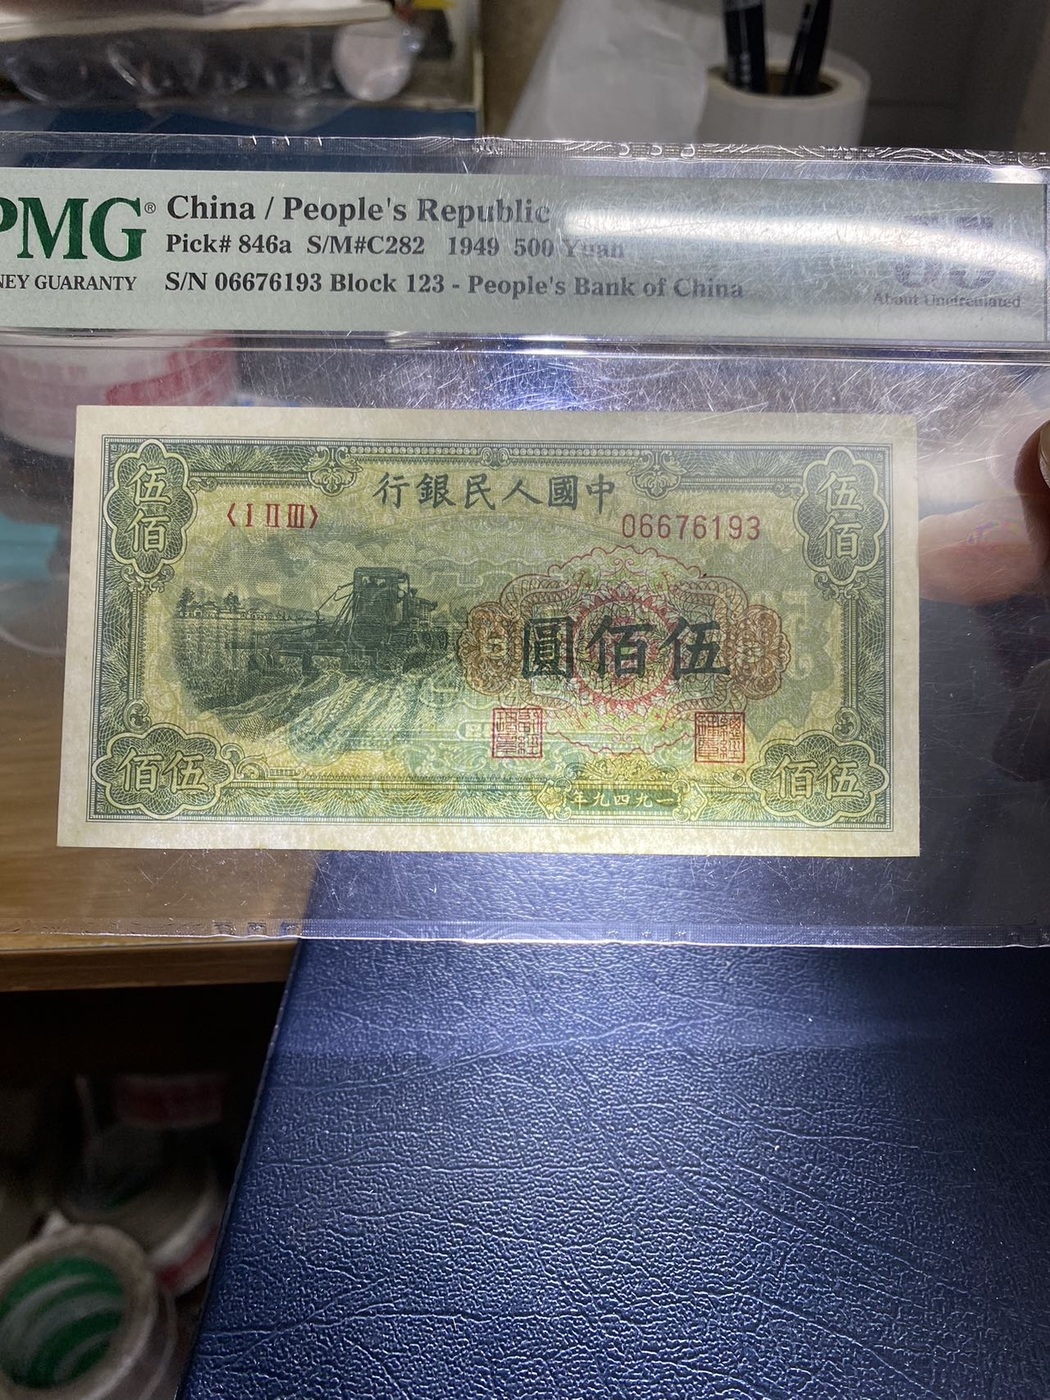 PMG®
NEY GUARANTY
China / People's Republic
Pick# 846a S/M#C282 1949 500 Yuan
S/N 06676193 Block 123 - People's Bank of China
55
About Uncirculated
行銀民人國中
伍佰
伍佰
〈I II III〉
06676193
圓佰伍
佰伍
佰伍
年九四九一